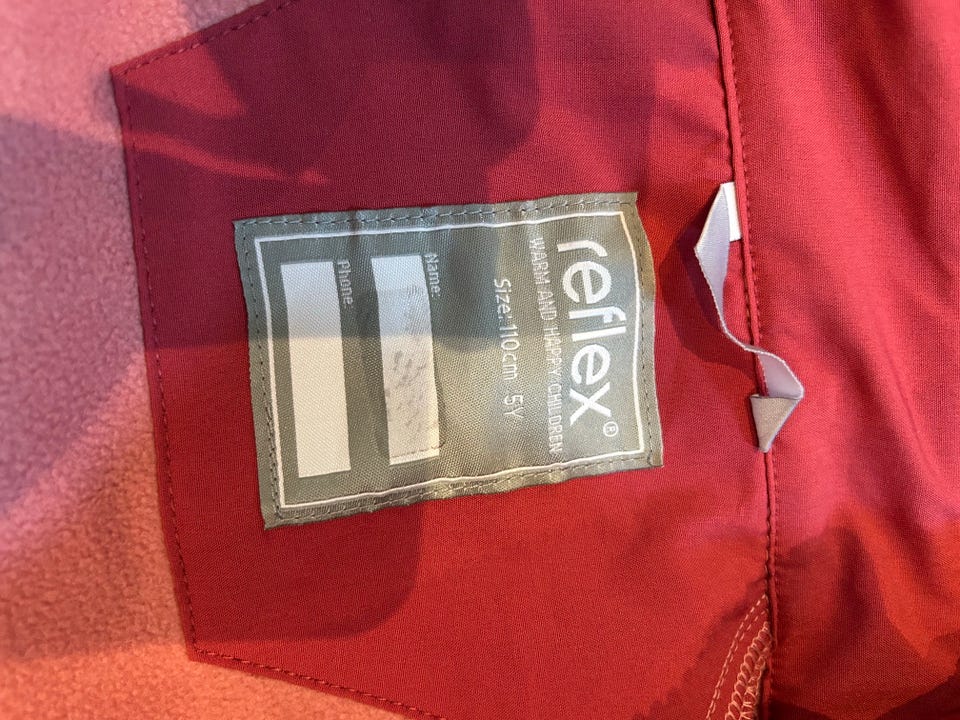 reflex®
WARM AND HAPPY CHILDREN
Size: 110cm 5Y
Name:
Phone: